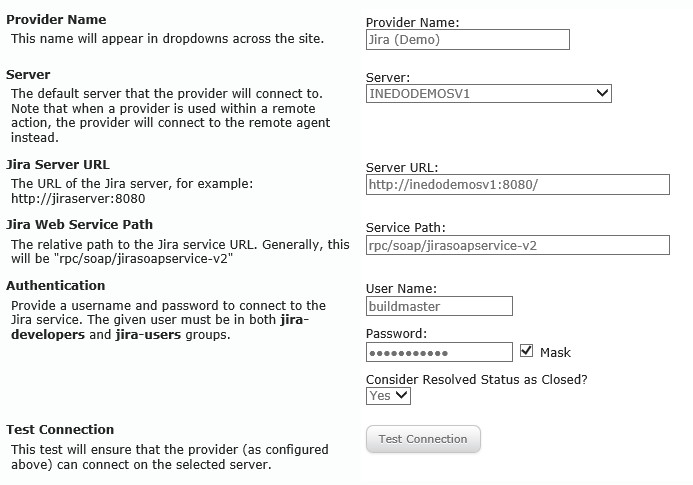 Provider Name
This name will appear in dropdowns across the site.
Provider Name:
Jira (Demo)
Server
The default server that the provider will connect to.
Note that when a provider is used within a remote
action, the provider will connect to the remote agent
instead.
Server:
INEDODEMOSV1
Jira Server URL
The URL of the Jira server, for example:
http://jiraserver:8080
Server URL:
http://inedodemosv1:8080/
Jira Web Service Path
The relative path to the Jira service URL. Generally, this
will be "rpc/soap/jirasoapservice-v2"
Service Path:
rpc/soap/jirasoapservice-v2
Authentication
Provide a username and password to connect to the
Jira service. The given user must be in both jira-
developers and jira-users groups.
User Name:
buildmaster
Password:
●●●●●●●●●●●
Mask
Consider Resolved Status as Closed?
Yes
Test Connection
This test will ensure that the provider (as configured
above) can connect on the selected server.
Test Connection